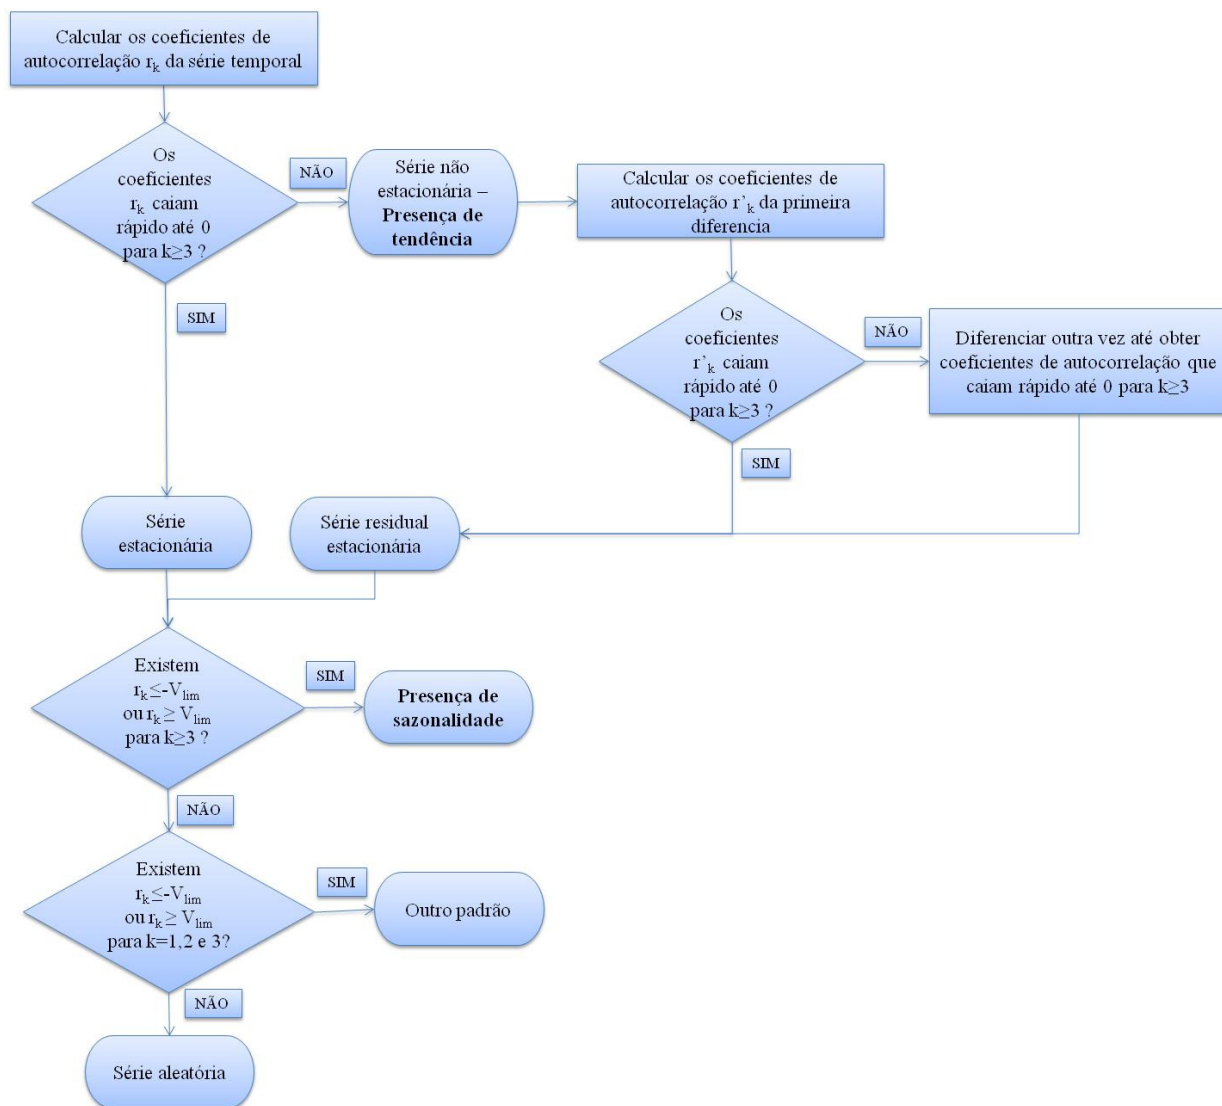 Calcular os coeficientes de
autocorrelação rk da série temporal
Os
coeficientes
rk caiam
rápido até 0
para k≥3 ?
NÃO
Série não
estacionária –
Presença de
tendência
Calcular os coeficientes de
autocorrelação r’k da primeira
diferencia
SIM
Os
coeficientes
r’k caiam
rápido até 0
para k≥3 ?
NÃO
Diferenciar outra vez até obter
coeficientes de autocorrelação que
caiam rápido até 0 para k≥3
SIM
Série
estacionária
Série residual
estacionária
Existem
rk≤-Vlim
ou rk≥ Vlim
para k≥3 ?
SIM
Presença de
sazonalidade
NÃO
Existem
rk≤-Vlim
ou rk≥ Vlim
para k=1,2 e 3?
SIM
Outro padrão
NÃO
Série aleatória